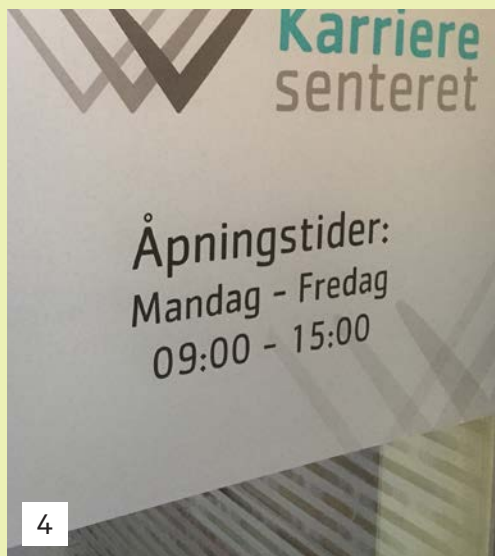 Karriere
senteret
Åpningstider:
Mandag - Fredag
09:00 - 15:00
4